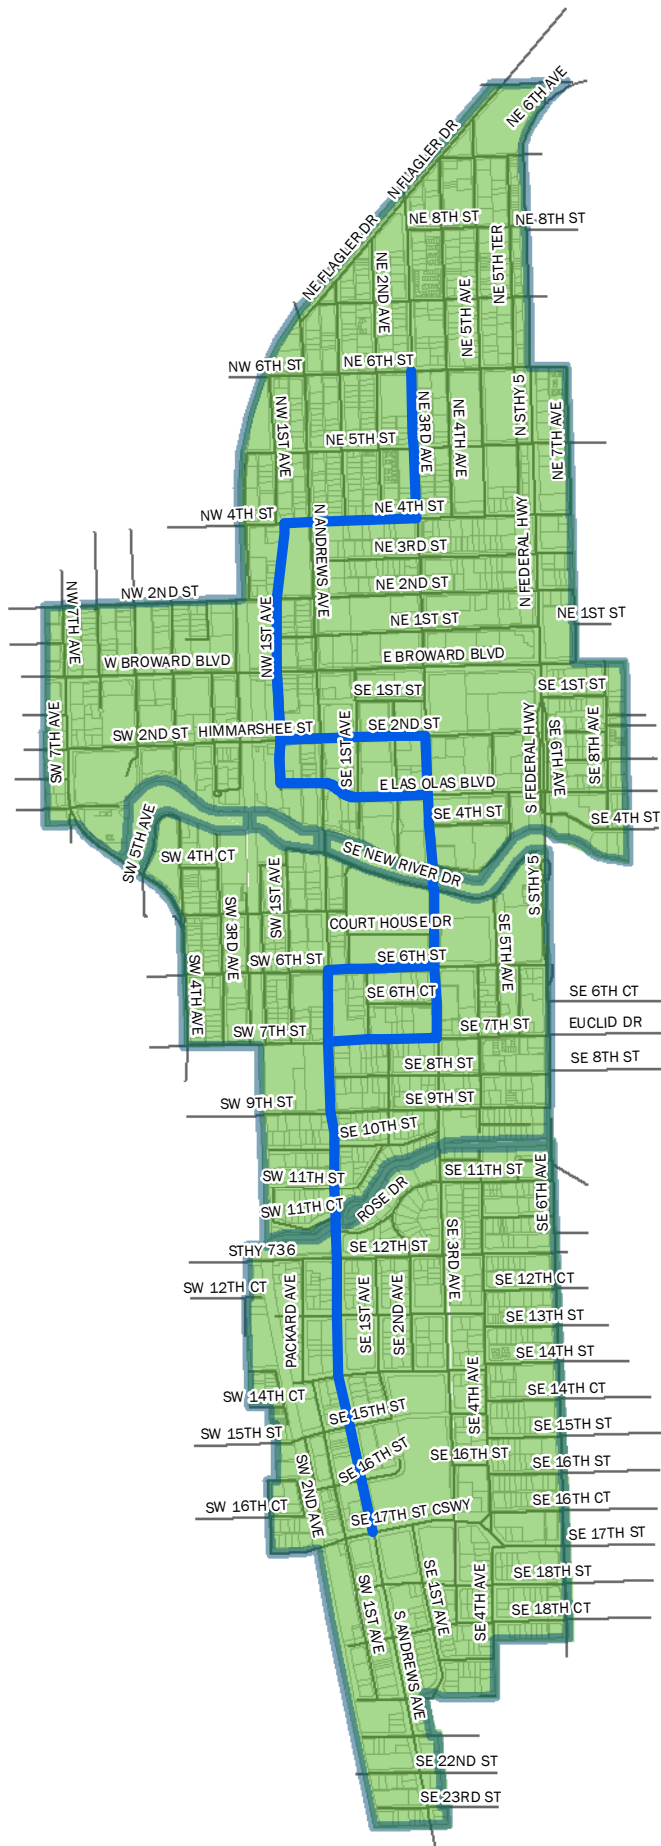 NE 6TH AVE
N FLAGLER DR
NE 8TH ST
NE 8TH ST
NE 5TH TER
NE FLAGLER DR
NE 2ND AVE
NE 5TH AVE
NW 6TH ST
NE 6TH ST
N STHY 5
NW 1ST AVE
NE 3RD AVE
NE 4TH AVE
NE 7TH AVE
NE 5TH ST
NW 4TH ST
NE 4TH ST
N ANDREWS AVE
NE 3RD ST
N FEDERAL HWY
NE 2ND ST
NW 2ND ST
NW 7TH AVE
NW 1ST AVE
NE 1ST ST
NE 1ST ST
W BROWARD BLVD
E BROWARD BLVD
SE 1ST ST
SE 1ST ST
SW 7TH AVE
SW 2ND ST
HIMMARSHEE ST
SE 1ST AVE
SE 2ND ST
S FEDERAL HWY
SE 6TH AVE
SE 8TH AVE
E LAS OLAS BLVD
SE 4TH ST
SE 4TH ST
SW 5TH AVE
SW 4TH CT
SE NEW RIVER DR
SW 1ST AVE
SW 3RD AVE
S STHY 5
COURT HOUSE DR
SE 5TH AVE
SW 4TH AVE
SW 6TH ST
SE 6TH ST
SE 6TH CT
SE 6TH CT
SW 7TH ST
SE 7TH ST
EUCLID DR
SE 8TH ST
SE 8TH ST
SW 9TH ST
SE 9TH ST
SE 10TH ST
SW 11TH ST
SE 11TH ST
SE 6TH AVE
SW 11TH CT
ROSE DR
SE 3RD AVE
STHY 736
SE 12TH ST
SW 12TH CT
SE 12TH CT
PACKARD AVE
SE 1ST AVE
SE 2ND AVE
SE 13TH ST
SE 14TH ST
SW 14TH CT
SE 4TH AVE
SE 14TH CT
SE 15TH ST
SW 15TH ST
SE 15TH ST
SE 16TH ST
SE 16TH ST
SE 16TH ST
SW 2ND AVE
SW 16TH CT
SE 16TH CT
SE 17TH ST CSWY
SE 17TH ST
SW 1ST AVE
SE 1ST AVE
SE 4TH AVE
SE 18TH ST
SE 18TH CT
S ANDREWS AVE
SE 22ND ST
SE 23RD ST